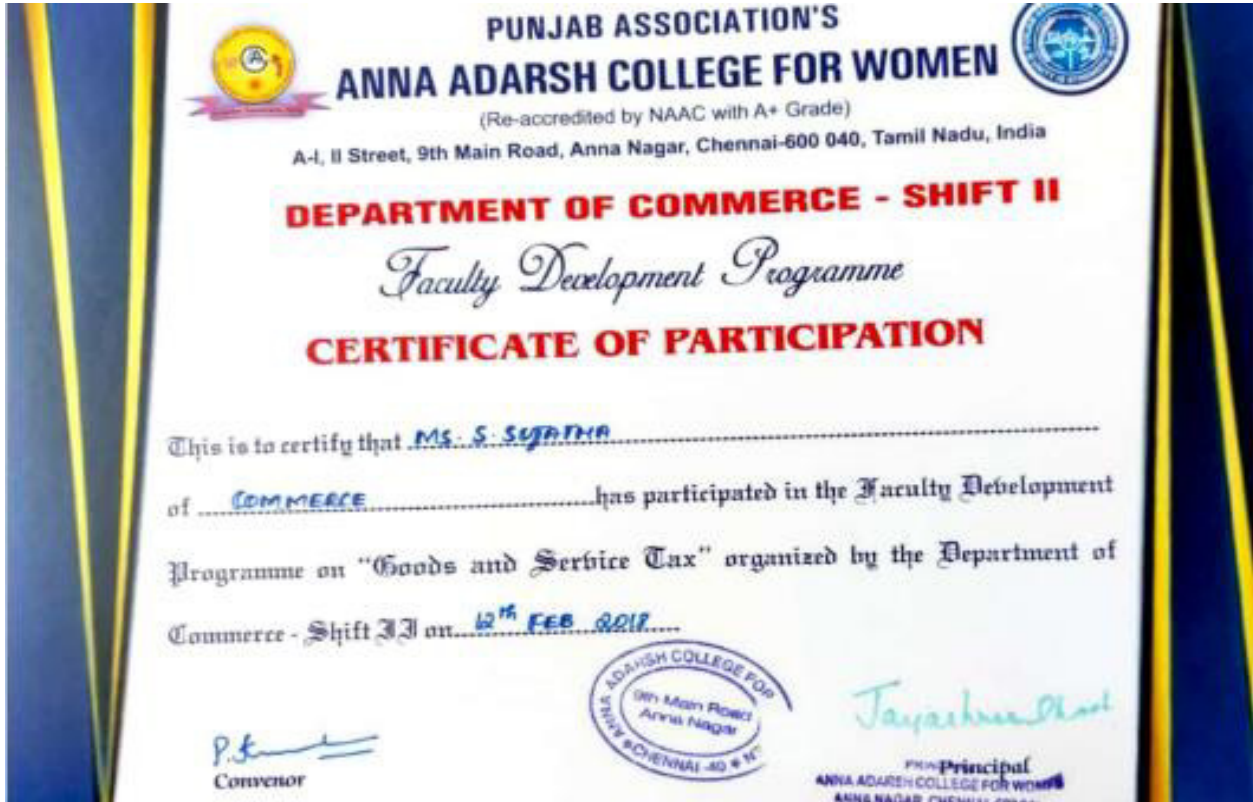 PUNJAB ASSOCIATION'S
ANNA ADARSH COLLEGE FOR WOMEN
(Re-accredited by NAAC with A+ Grade)
A-I, II Street, 9th Main Road, Anna Nagar, Chennai-600 040, Tamil Nadu, India
DEPARTMENT OF COMMERCE - SHIFT II
Faculty Development Programme
CERTIFICATE OF PARTICIPATION
This is to certify that MS. S. SUJATHA
of COMMERCE has participated in the Faculty Development
Programme on "Goods and Service Tax" organized by the Department of
Commerce - Shift II on 12th FEB 2018
ANNA ADARSH COLLEGE FOR
9th Main Road
Anna Nagar
CHENNAI -40
Convenor
Principal
ANNA ADARSH COLLEGE FOR WOMEN